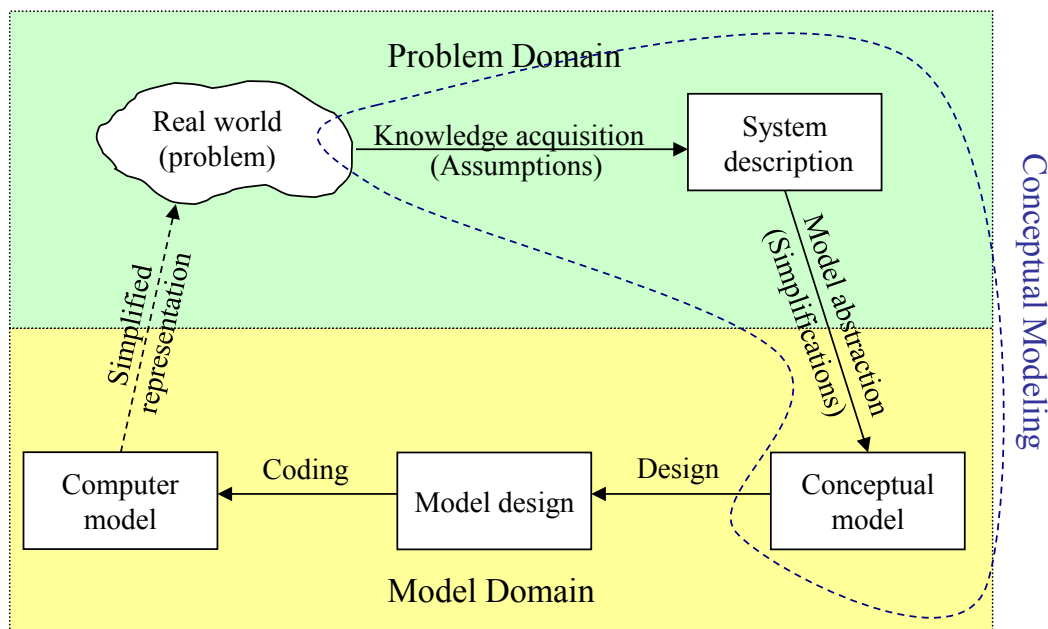 Problem Domain
Real world
(problem)
Knowledge acquisition
(Assumptions)
System
description
Conceptual Modeling
Model abstraction
(Simplifications)
Simplified
representation
Computer
model
Coding
Model design
Design
Conceptual
model
Model Domain